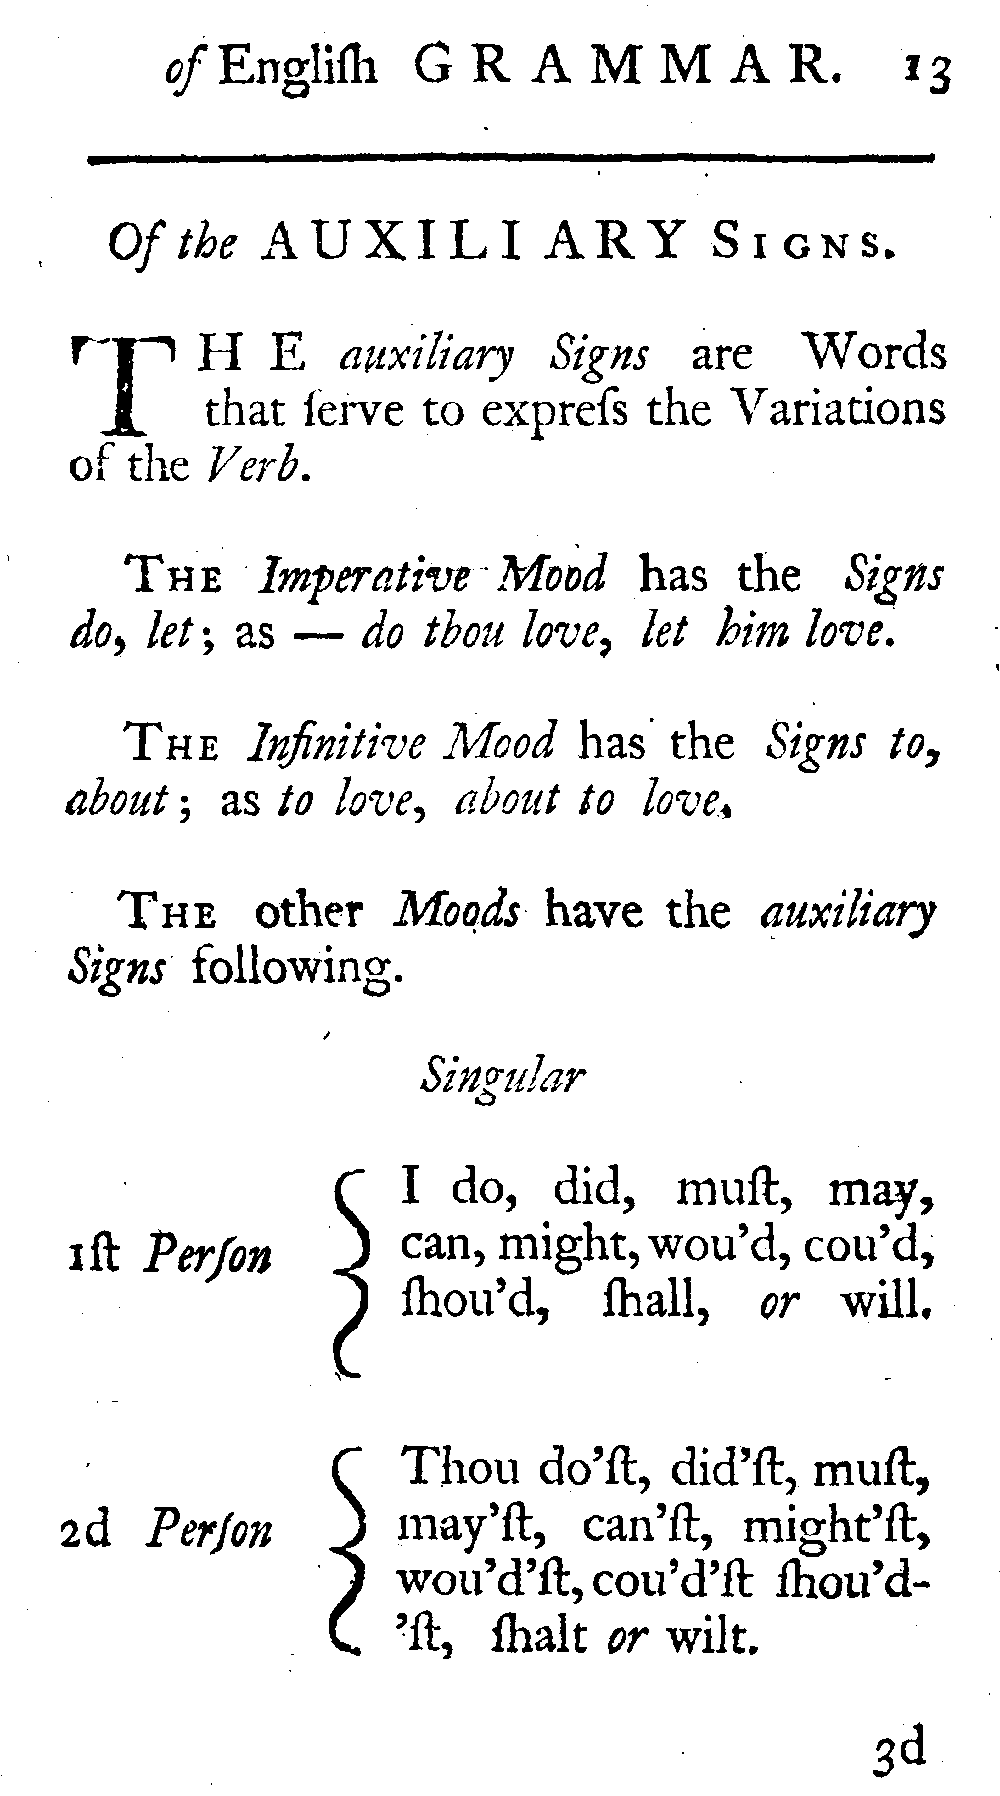 of Engliſh GRAMMAR. 13
Of the AUXILIARY SIGNS.
THE auxiliary Signs are Words
that ſerve to expreſs the Variations
of the Verb.
THE Imperative Mood has the Signs
do, let; as — do thou love, let him love.
THE Infinitive Mood has the Signs to,
about; as to love, about to love.
THE other Moods have the auxiliary
Signs following.
Singular
I do, did, muſt, may,
1ſt Perſon { can, might, wou'd, cou'd,
ſhou'd, ſhall, or will.
Thou do'ſt, did'ſt, muſt,
2d Perſon { may'ſt, can'ſt, might'ſt,
wou'd'ſt, cou'd'ſt ſhou'd-
'ſt, ſhalt or wilt.
3d